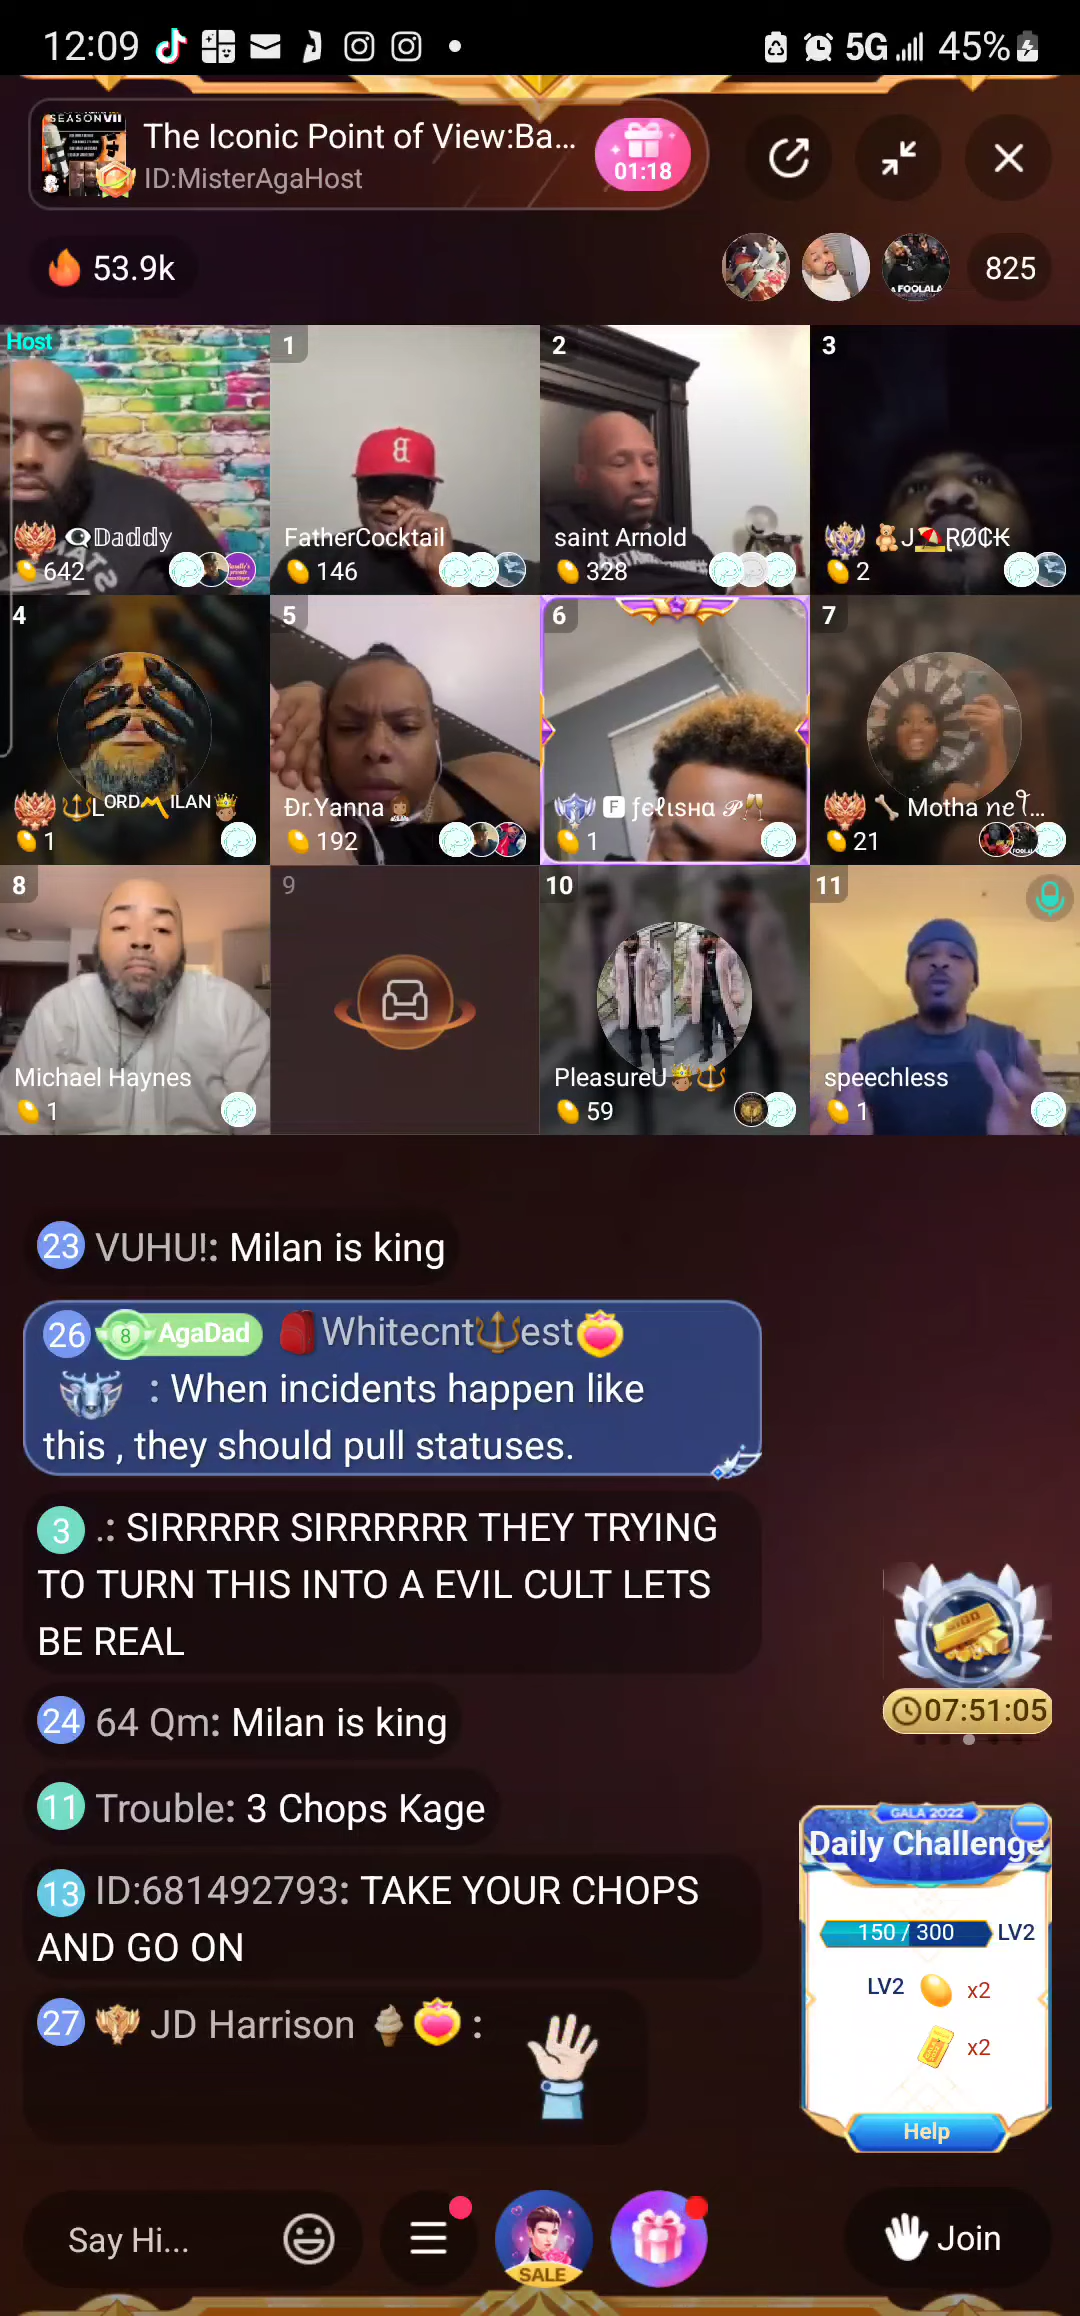 12:09
5G 45%
SEASON VII
The Iconic Point of View:Ba...
ID:MisterAgaHost
01:18
53.9k
A FOOLALA
825
Host
1
2
3
Daddy
642
FatherCocktail
146
saint Arnold
328
JRØ₵₭
2
4
5
6
7
LORDMILAN
1
Ðr.Yanna
192
F ƒєℓιѕнα 𝒫
1
Motha ne...
21
8
9
10
11
Michael Haynes
1
PleasureU
59
speechless
1
23 VUHU!: Milan is king
26 8 AgaDad Whitecnt🔱est
: When incidents happen like
this , they should pull statuses.
3 .: SIRRRRR SIRRRRRR THEY TRYING
TO TURN THIS INTO A EVIL CULT LETS
BE REAL
07:51:05
24 64 Qm: Milan is king
11 Trouble: 3 Chops Kage
GALA 2022
Daily Challenge
13 ID:681492793: TAKE YOUR CHOPS
AND GO ON
150 / 300 LV2
LV2 x2
x2
27 JD Harrison :
Help
Say Hi...
SALE
Join